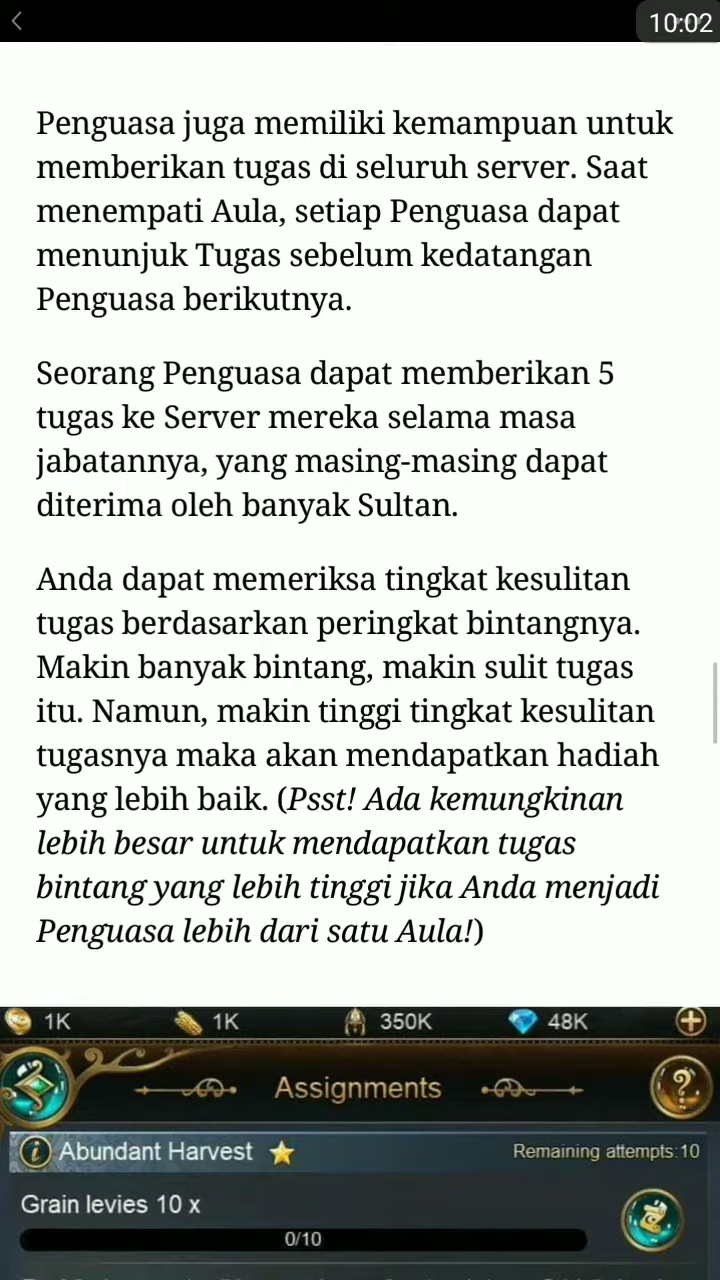 10:02
Penguasa juga memiliki kemampuan untuk
memberikan tugas di seluruh server. Saat
menempati Aula, setiap Penguasa dapat
menunjuk Tugas sebelum kedatangan
Penguasa berikutnya.
Seorang Penguasa dapat memberikan 5
tugas ke Server mereka selama masa
jabatannya, yang masing-masing dapat
diterima oleh banyak Sultan.
Anda dapat memeriksa tingkat kesulitan
tugas berdasarkan peringkat bintangnya.
Makin banyak bintang, makin sulit tugas
itu. Namun, makin tinggi tingkat kesulitan
tugasnya maka akan mendapatkan hadiah
yang lebih baik. (Psst! Ada kemungkinan
lebih besar untuk mendapatkan tugas
bintang yang lebih tinggi jika Anda menjadi
Penguasa lebih dari satu Aula!)
1K 1K 350K 48K
Assignments
Abundant Harvest Remaining attempts:10
Grain levies 10 x
0/10